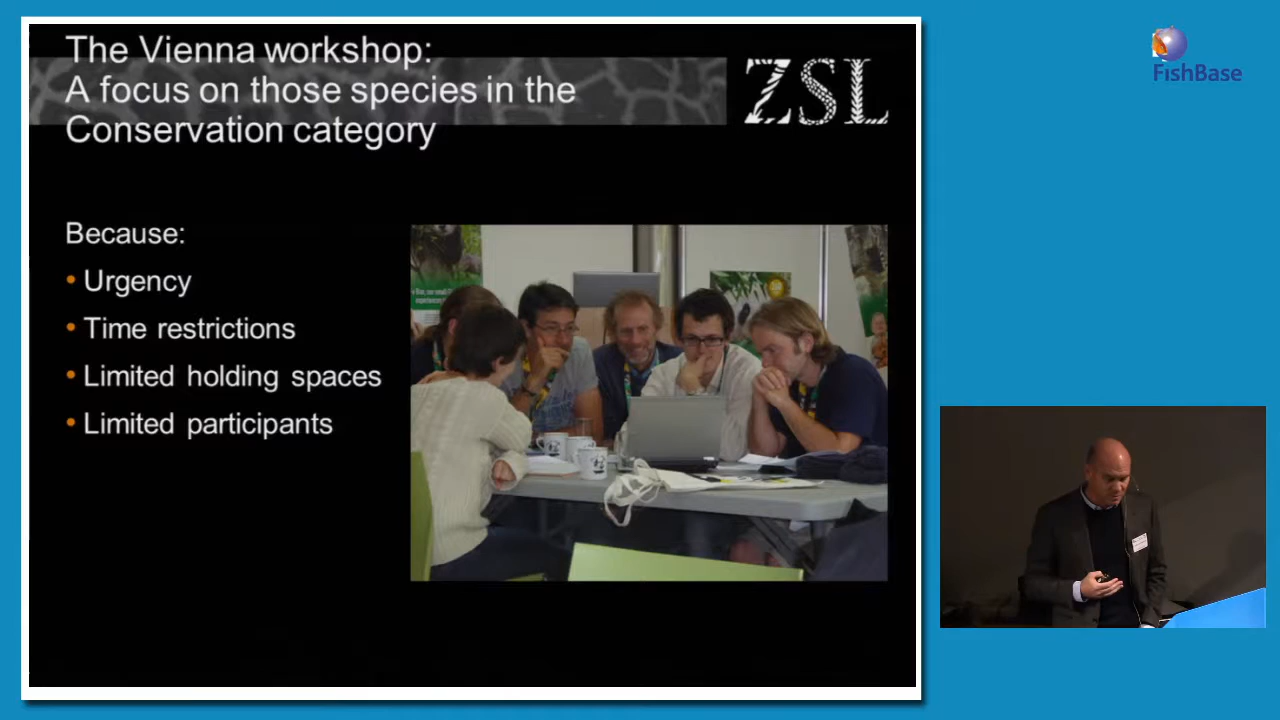 The Vienna workshop:
A focus on those species in the
Conservation category
ZSL
FishBase
Because:
• Urgency
• Time restrictions
• Limited holding spaces
• Limited participants